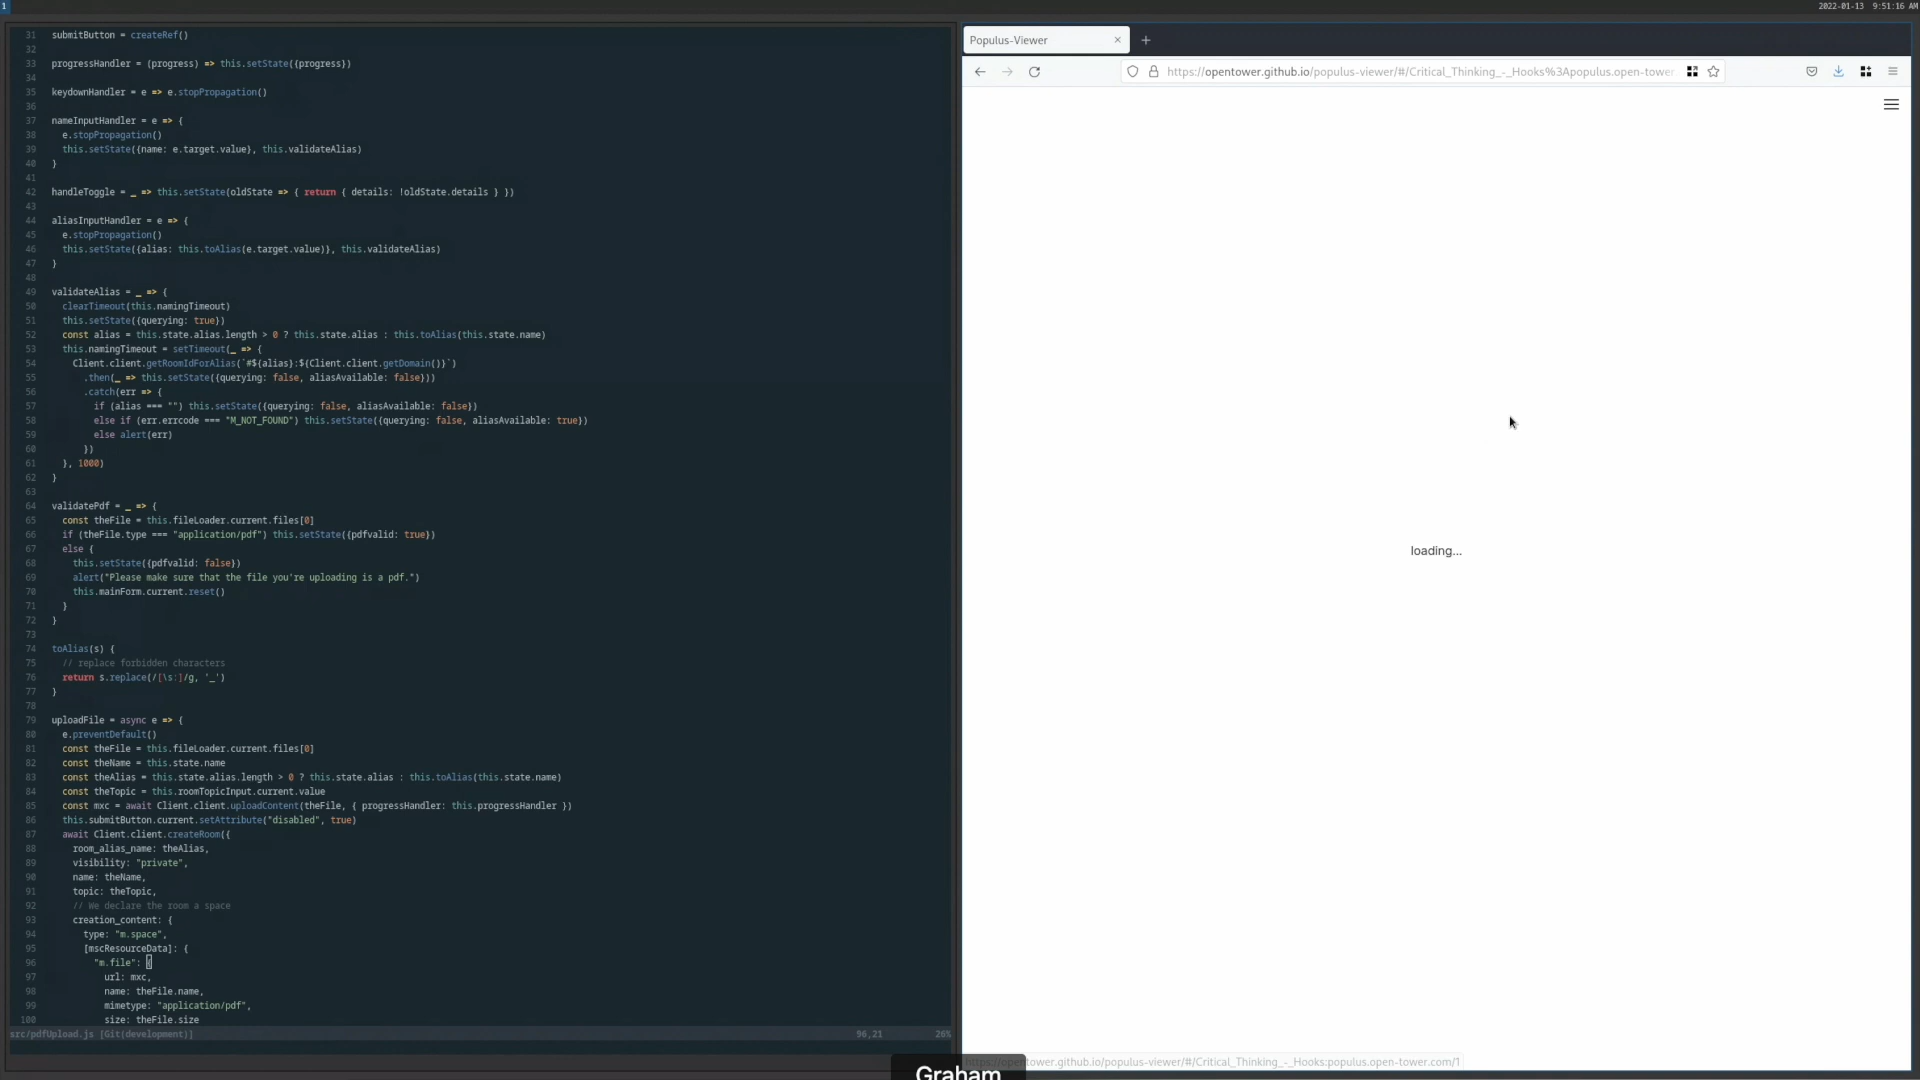 1
2022-01-13 9:51:16 AM
31 submitButton = createRef()
32
33 progressHandler = (progress) => this.setState({progress})
34
35 keydownHandler = e => e.stopPropagation()
36
37 nameInputHandler = e => {
38 e.stopPropagation()
39 this.setState({name: e.target.value}, this.validateAlias)
40 }
41
42 handleToggle = _ => this.setState(oldState => { return { details: !oldState.details } })
43
44 aliasInputHandler = e => {
45 e.stopPropagation()
46 this.setState({alias: this.toAlias(e.target.value)}, this.validateAlias)
47 }
48
49 validateAlias = _ => {
50 clearTimeout(this.namingTimeout)
51 this.setState({querying: true})
52 const alias = this.state.alias.length > 0 ? this.state.alias : this.toAlias(this.state.name)
53 this.namingTimeout = setTimeout(_ => {
54 Client.client.getRoomIdForAlias(`#${alias}:${Client.client.getDomain()}`)
55 .then(_ => this.setState({querying: false, aliasAvailable: false}))
56 .catch(err => {
57 if (alias === "") this.setState({querying: false, aliasAvailable: false})
58 else if (err.errcode === "M_NOT_FOUND") this.setState({querying: false, aliasAvailable: true})
59 else alert(err)
60 })
61 }, 1000)
62 }
63
64 validatePdf = _ => {
65 const theFile = this.fileLoader.current.files[0]
66 if (theFile.type === "application/pdf") this.setState({pdfvalid: true})
67 else {
68 this.setState({pdfvalid: false})
69 alert("Please make sure that the file you're uploading is a pdf.")
70 this.mainForm.current.reset()
71 }
72 }
73
74 toAlias(s) {
75 // replace forbidden characters
76 return s.replace(/[\s:]/g, '_')
77 }
78
79 uploadFile = async e => {
80 e.preventDefault()
81 const theFile = this.fileLoader.current.files[0]
82 const theName = this.state.name
83 const theAlias = this.state.alias.length > 0 ? this.state.alias : this.toAlias(this.state.name)
84 const theTopic = this.roomTopicInput.current.value
85 const mxc = await Client.client.uploadContent(theFile, { progressHandler: this.progressHandler })
86 this.submitButton.current.setAttribute("disabled", true)
87 await Client.client.createRoom({
88 room_alias_name: theAlias,
89 visibility: "private",
90 name: theName,
91 topic: theTopic,
92 // We declare the room a space
93 creation_content: {
94 type: "m.space",
95 [mscResourceData]: {
96 "m.file": {
97 url: mxc,
98 name: theFile.name,
99 mimetype: "application/pdf",
100 size: theFile.size
src/pdfUpload.js [Git(development)] 96,21 26%
Populus-Viewer
https://opentower.github.io/populus-viewer/#/Critical_Thinking_-_Hooks%3Apopulus.open-tower.
loading...
https://opentower.github.io/populus-viewer/#/Critical_Thinking_-_Hooks:populus.open-tower.com/1
Graham